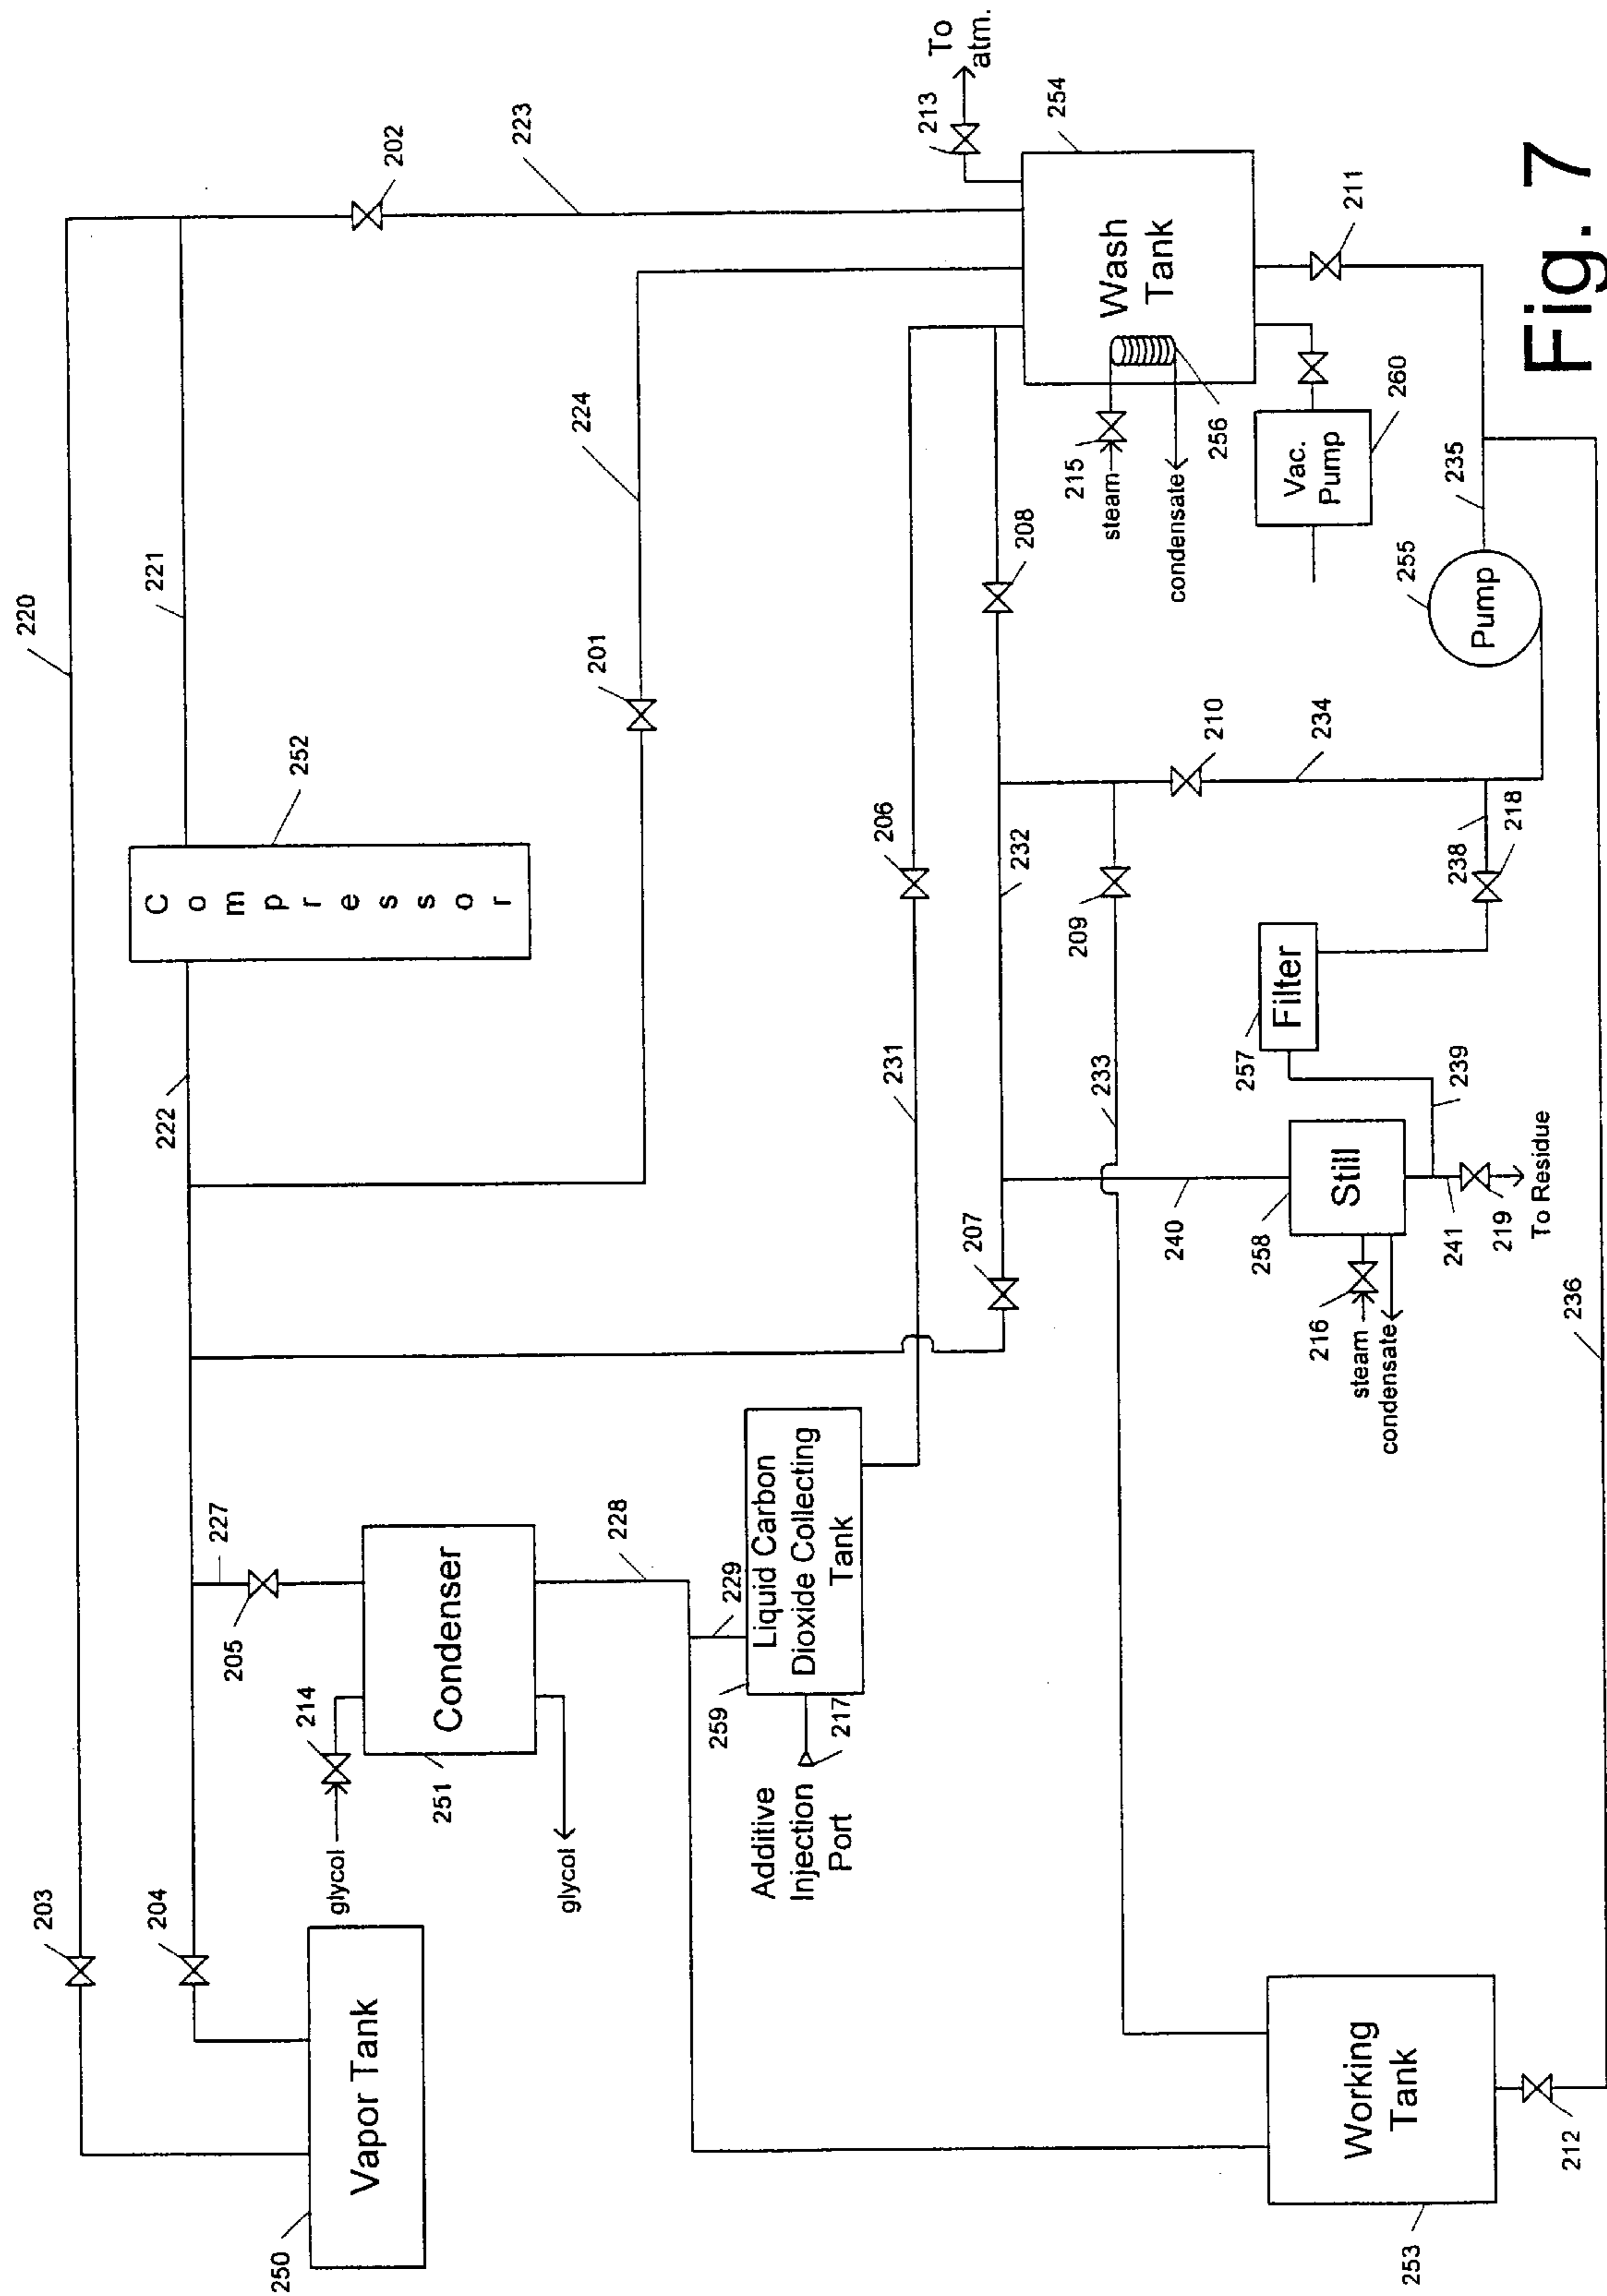 220
203
204
222
221
202
223
Vapor Tank
250
227
205
214
glycol
glycol
Condenser
251
228
Compressor
252
201
224
213
To
atm.
254
Wash
Tank
215
steam
condensate
256
229
259
Liquid Carbon
Dioxide Collecting
Tank
Additive
Injection
Port
217
231
206
208
207
232
233
209
210
234
240
258
Still
216
steam
condensate
241
219
To Residue
239
257
Filter
238
218
255
Pump
235
Vac.
Pump
260
211
Working
Tank
253
212
236
Fig. 7